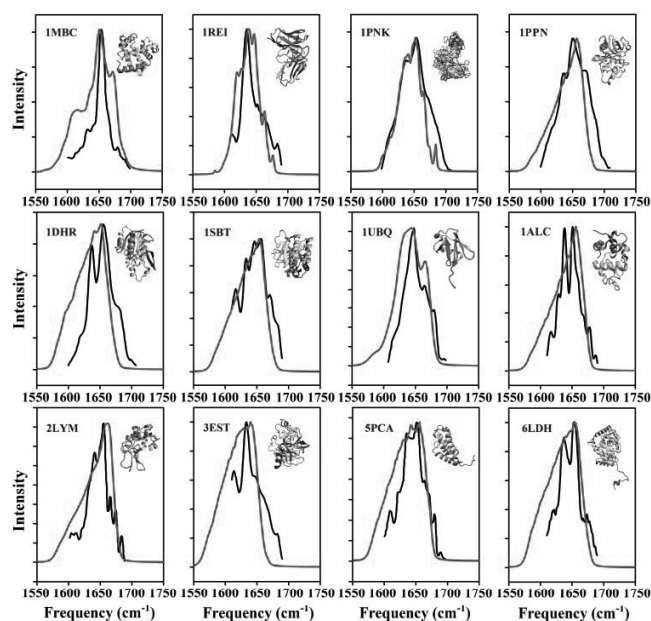 1MBC 1REI 1PNK 1PPN
Intensity
1550 1600 1650 1700 1750 1550 1600 1650 1700 1750 1550 1600 1650 1700 1750 1550 1600 1650 1700 1750
1DHR 1SBT 1UBQ 1ALC
Intensity
1550 1600 1650 1700 1750 1550 1600 1650 1700 1750 1550 1600 1650 1700 1750 1550 1600 1650 1700 1750
2LYM 3EST 5PCA 6LDH
Intensity
1550 1600 1650 1700 1750 1550 1600 1650 1700 1750 1550 1600 1650 1700 1750 1550 1600 1650 1700 1750
Frequency (cm⁻¹) Frequency (cm⁻¹) Frequency (cm⁻¹) Frequency (cm⁻¹)